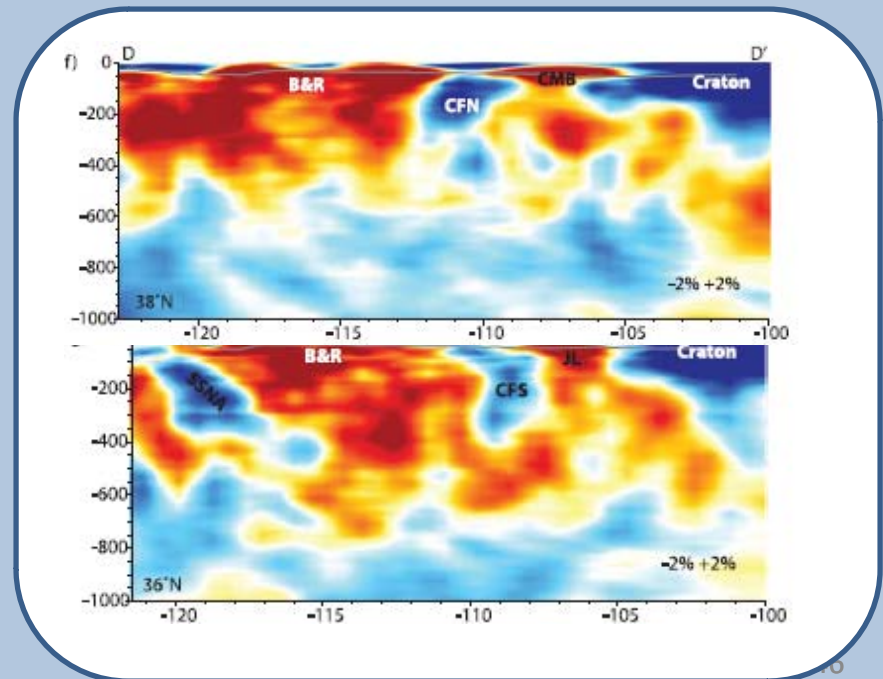 f) 0 D D'
B&R CMB Craton
CFN
-200
-400
-600
-800 -2% +2%
38°N
-1000
-120 -115 -110 -105 -100
B&R JL Craton
-200 SSNA CFS
-400
-600
-800
-2% +2%
36°N
-1000
-120 -115 -110 -105 -100